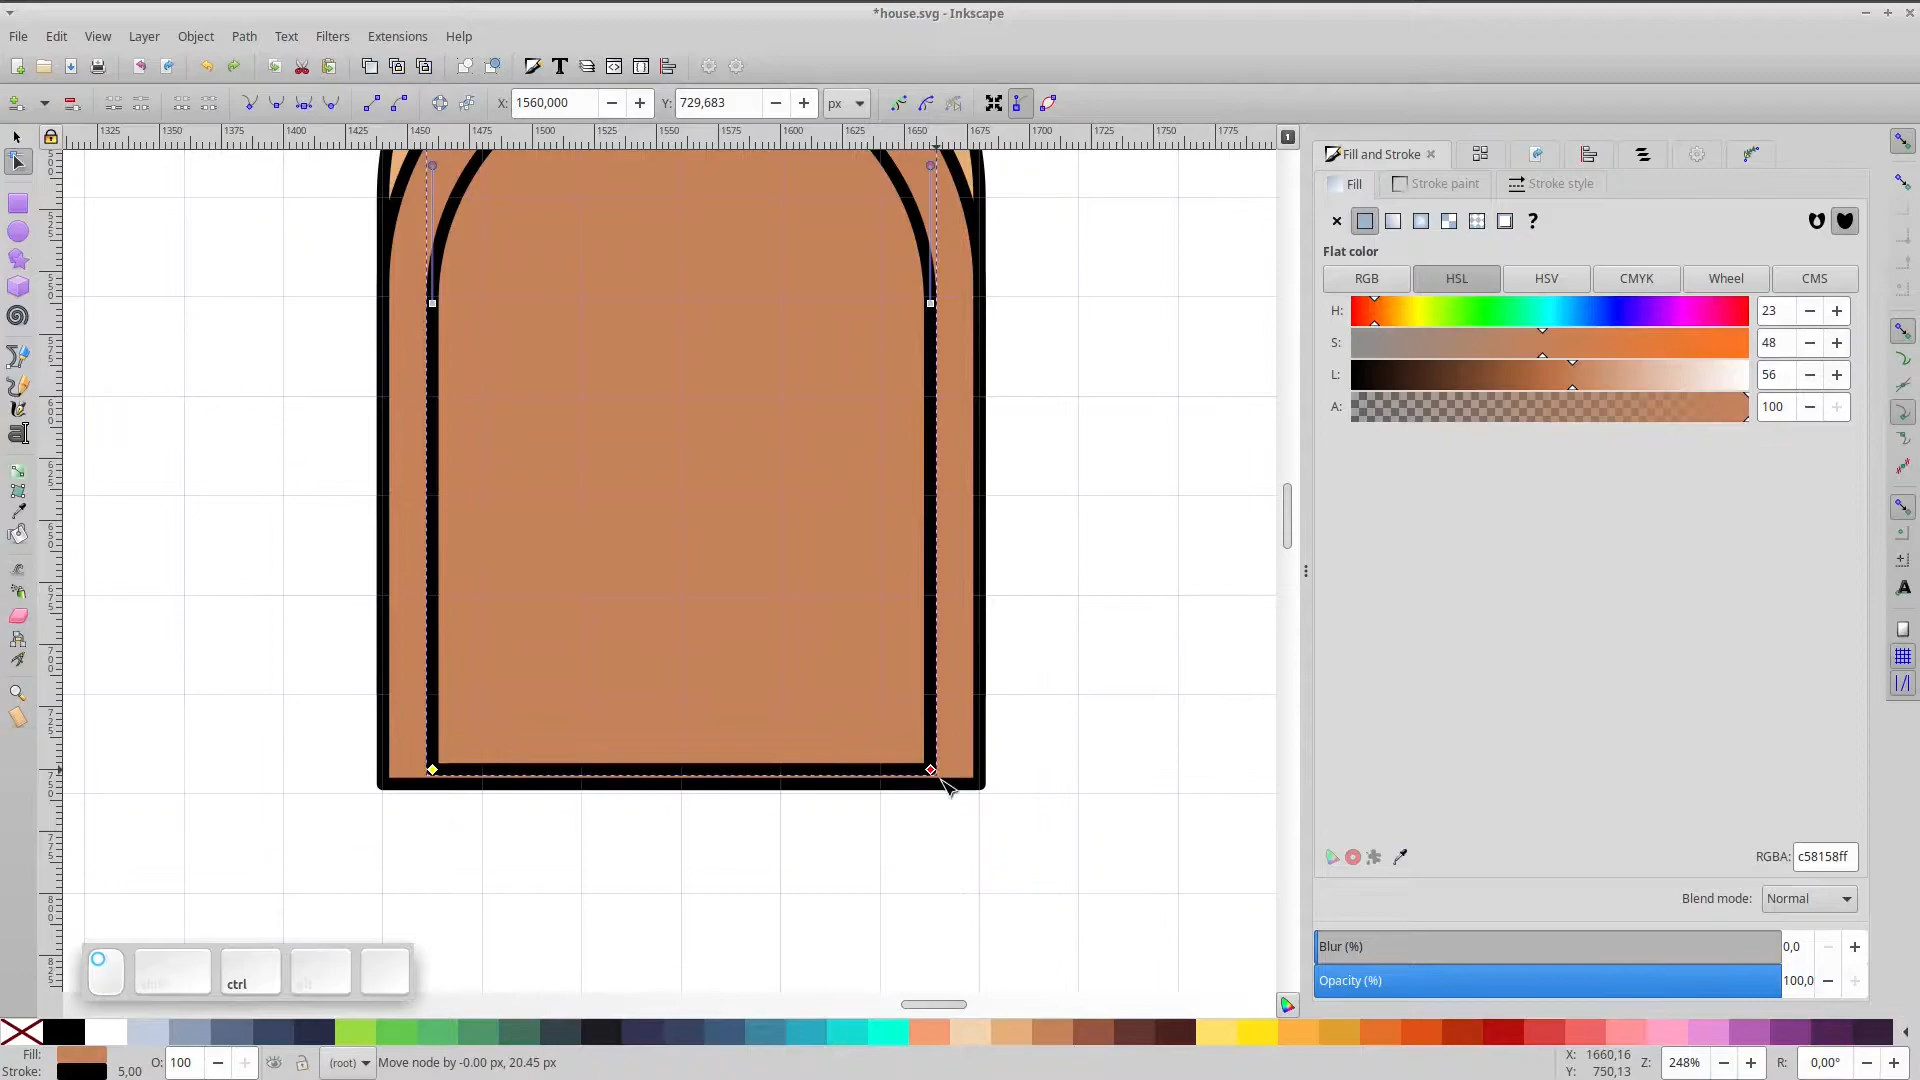 *house.svg - Inkscape
File Edit View Layer Object Path Text Filters Extensions Help
X: 1560,000 Y: 729,683 px
1325 1350 1375 1400 1425 1450 1475 1500 1525 1550 1575 1600 1625 1650 1675 1700 1725 1750 1775
1
Fill and Stroke
Fill Stroke paint Stroke style
?
Flat color
RGB HSL HSV CMYK Wheel CMS
H: 23
S: 48
L: 56
A: 100
RGBA: c58158ff
Blend mode: Normal
Blur (%) 0,0
Opacity (%) 100,0
shift ctrl alt
Fill:
Stroke: 5,00
O: 100 (root) Move node by -0.00 px, 20.45 px
X: 1660,16
Y: 750,13
Z: 248% R: 0,00°